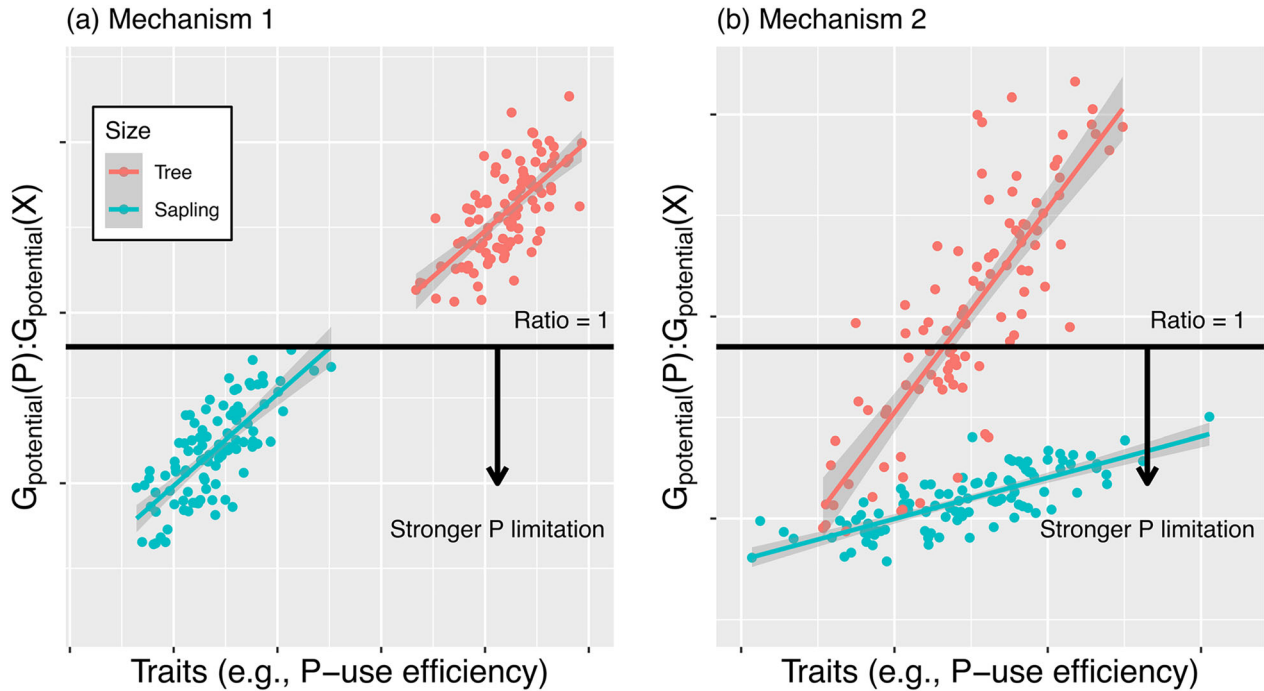 (a) Mechanism 1
Size
Tree
Sapling
Ratio = 1
Stronger P limitation
Gpotential(P):Gpotential(X)
Traits (e.g., P−use efficiency)
(b) Mechanism 2
Ratio = 1
Stronger P limitation
Gpotential(P):Gpotential(X)
Traits (e.g., P−use efficiency)